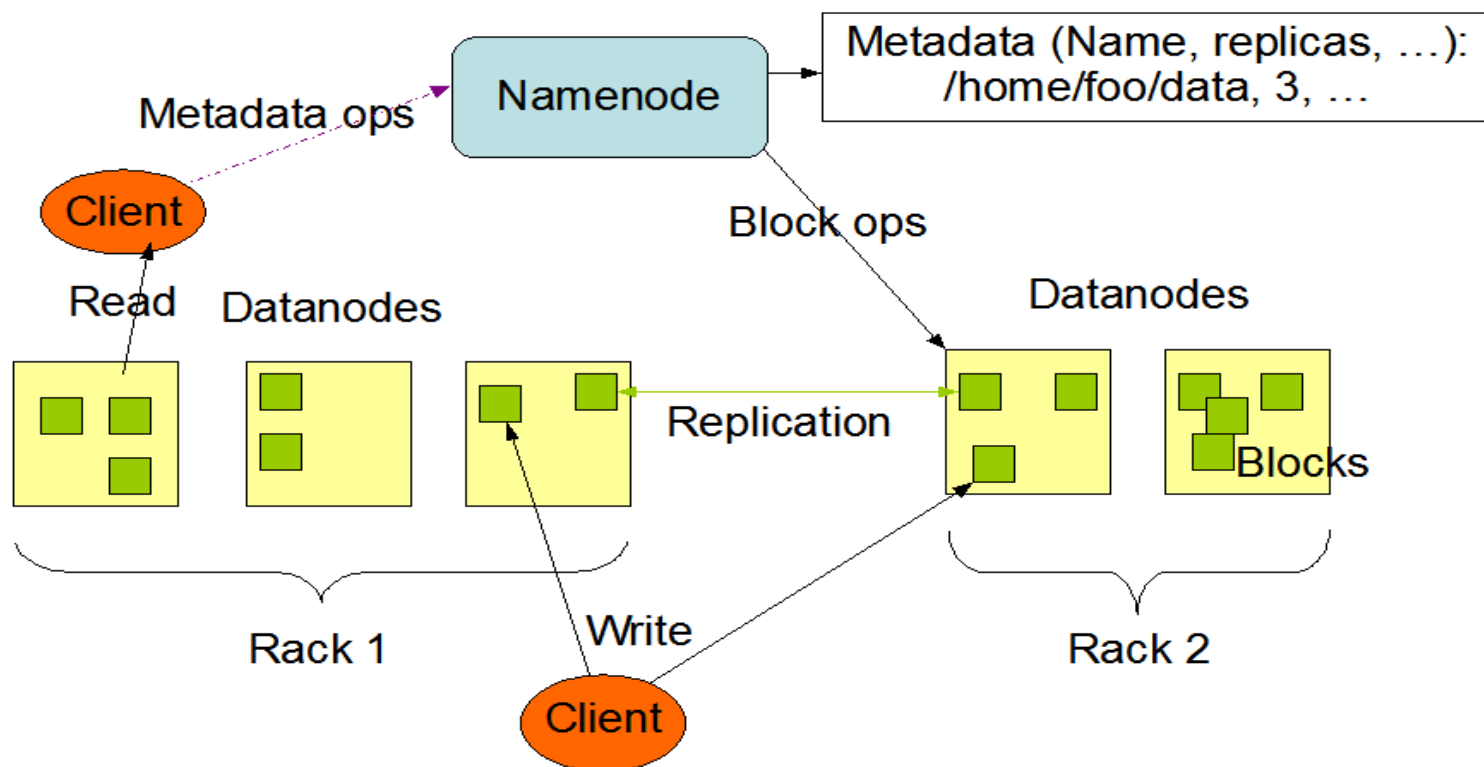 Metadata (Name, replicas, …):
/home/foo/data, 3, …
Namenode
Metadata ops
Client
Block ops
Read
Datanodes
Datanodes
Replication
Blocks
Rack 1
Write
Rack 2
Client